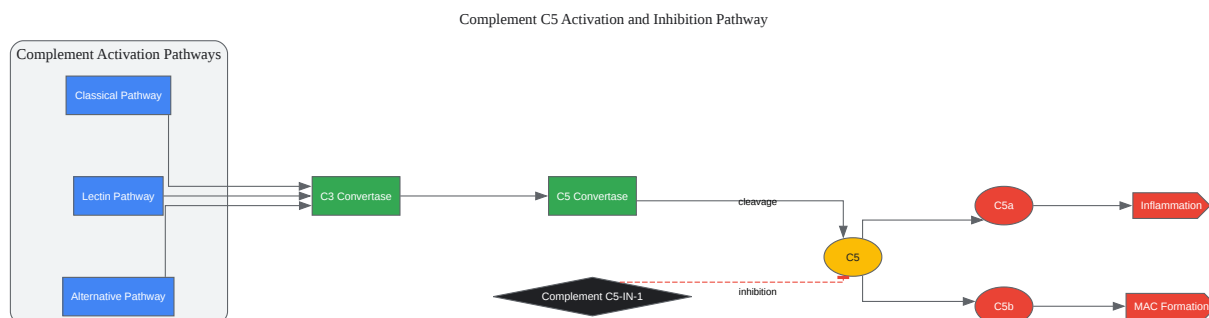 Complement C5 Activation and Inhibition Pathway
Complement Activation Pathways
Classical Pathway
Lectin Pathway
Alternative Pathway
C3 Convertase
C5 Convertase
cleavage
C5
Complement C5-IN-1
inhibition
C5a
Inflammation
C5b
MAC Formation